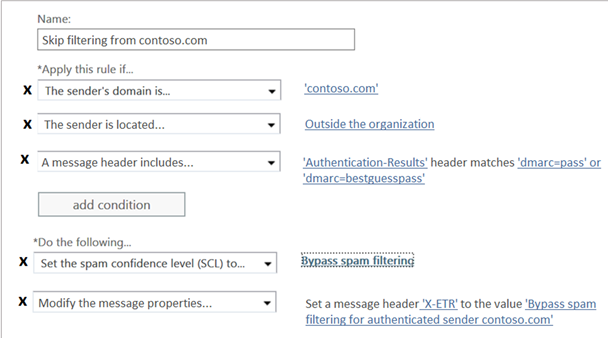 Name:
Skip filtering from contoso.com
*Apply this rule if...
X The sender's domain is... 'contoso.com'
X The sender is located... Outside the organization
X A message header includes... 'Authentication-Results' header matches 'dmarc=pass' or
'dmarc=bestguesspass'
add condition
*Do the following...
X Set the spam confidence level (SCL) to... Bypass spam filtering
X Modify the message properties... Set a message header 'X-ETR' to the value 'Bypass spam
filtering for authenticated sender contoso.com'